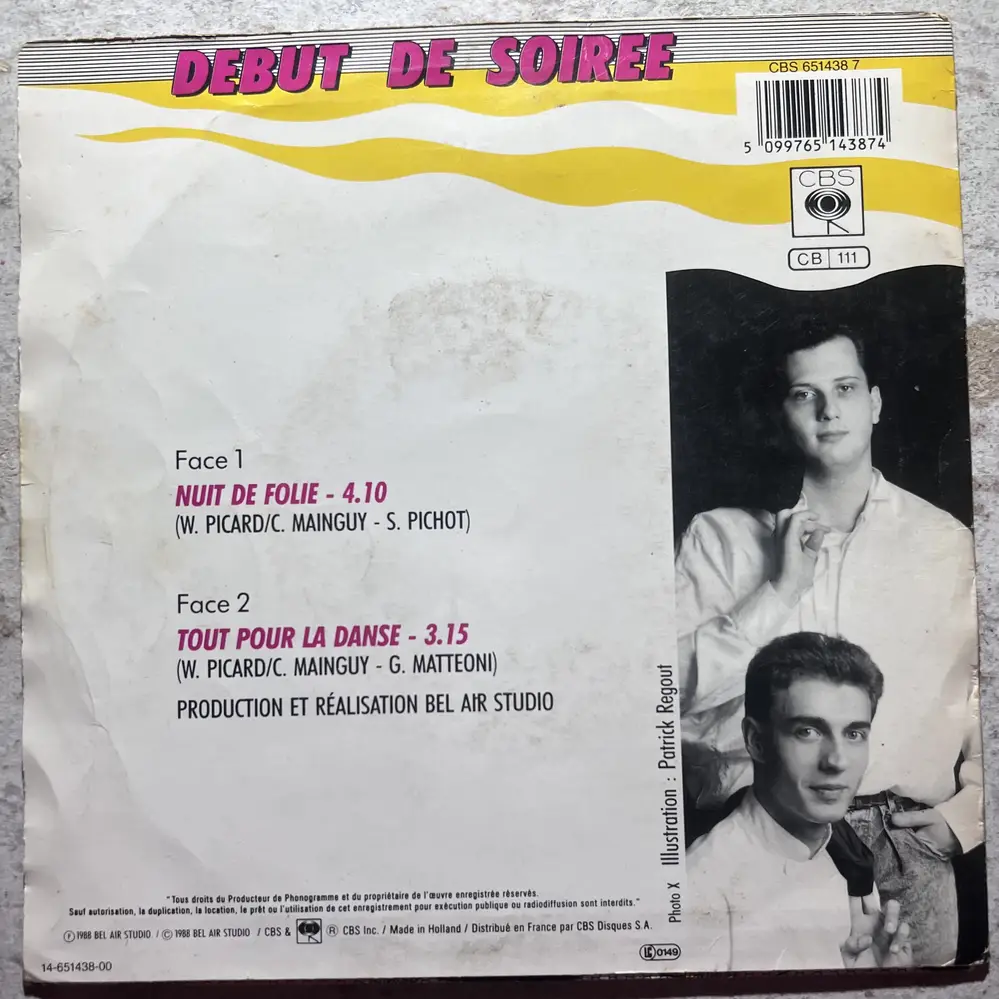 DEBUT DE SOIREE
CBS 651438 7
5 099765 143874
CBS
CB 111
Face 1
NUIT DE FOLIE - 4.10
(W. PICARD/C. MAINGUY - S. PICHOT)
Face 2
TOUT POUR LA DANSE - 3.15
(W. PICARD/C. MAINGUY - G. MATTEONI)
PRODUCTION ET RÉALISATION BEL AIR STUDIO
Photo X Illustration : Patrick Regout
"Tous droits du Producteur de Phonogramme et du propriétaire de l'œuvre enregistrée réservés.
Sauf autorisation, la duplication, la location, le prêt ou l'utilisation de cet enregistrement pour exécution publique ou radiodiffusion sont interdits."
℗ 1988 BEL AIR STUDIO / © 1988 BEL AIR STUDIO / CBS & ® CBS Inc. / Made in Holland / Distribué en France par CBS Disques S.A.
LC 0149
14-651438-00